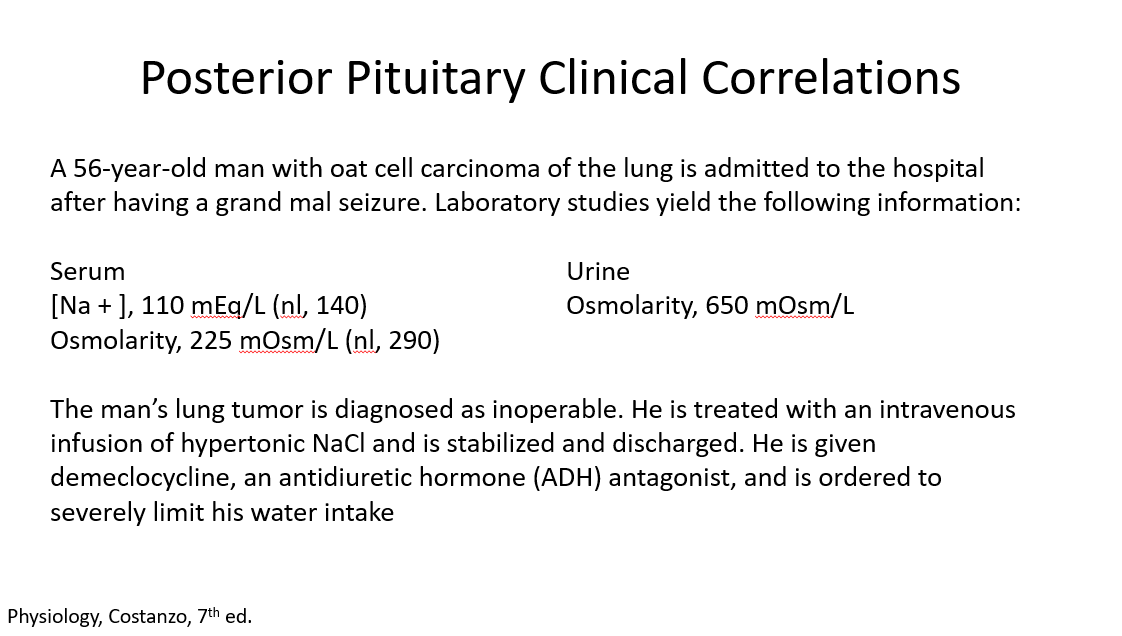 Posterior Pituitary Clinical Correlations
A 56-year-old man with oat cell carcinoma of the lung is admitted to the hospital
after having a grand mal seizure. Laboratory studies yield the following information:
Serum
[Na + ], 110 mEq/L (nl, 140)
Osmolarity, 225 mOsm/L (nl, 290)
Urine
Osmolarity, 650 mOsm/L
The man’s lung tumor is diagnosed as inoperable. He is treated with an intravenous
infusion of hypertonic NaCl and is stabilized and discharged. He is given
demeclocycline, an antidiuretic hormone (ADH) antagonist, and is ordered to
severely limit his water intake
Physiology, Costanzo, 7th ed.